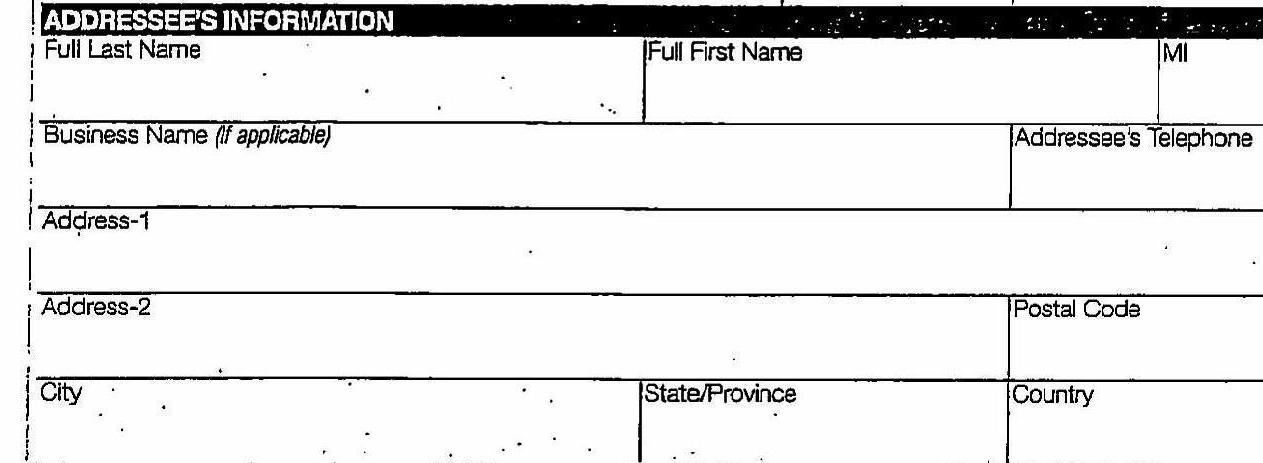 ADDRESSEE'S INFORMATION
Full Last Name
Full First Name
MI
Business Name (If applicable)
Addressee's Telephone
Address-1
Address-2
Postal Code
City
State/Province
Country